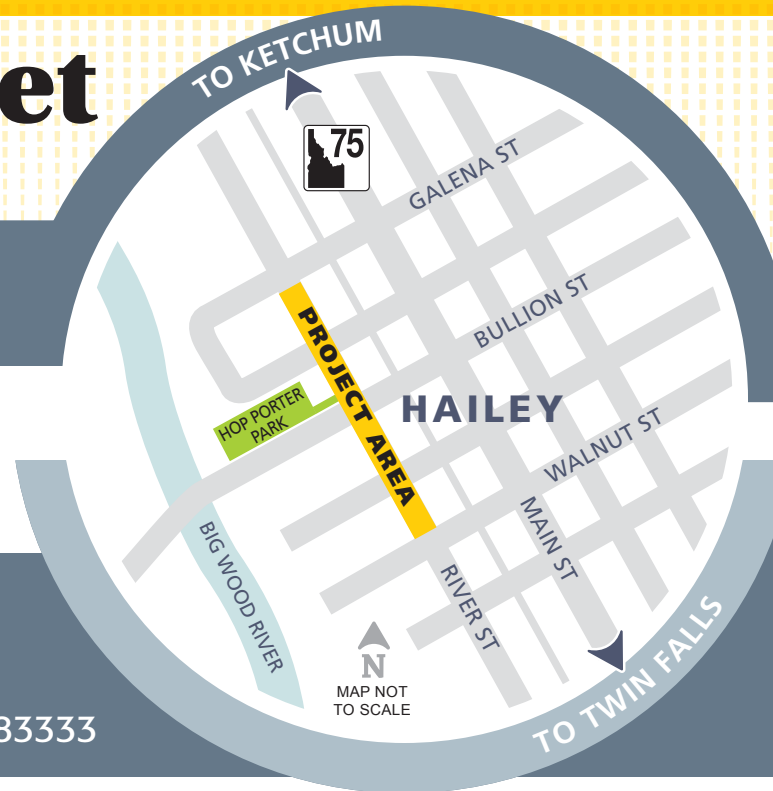 et
TO KETCHUM
75
GALENA ST
BULLION ST
PROJECT AREA
HOP PORTER
PARK
HAILEY
WALNUT ST
MAIN ST
BIG WOOD RIVER
RIVER ST
N
MAP NOT
TO SCALE
TO TWIN FALLS
83333